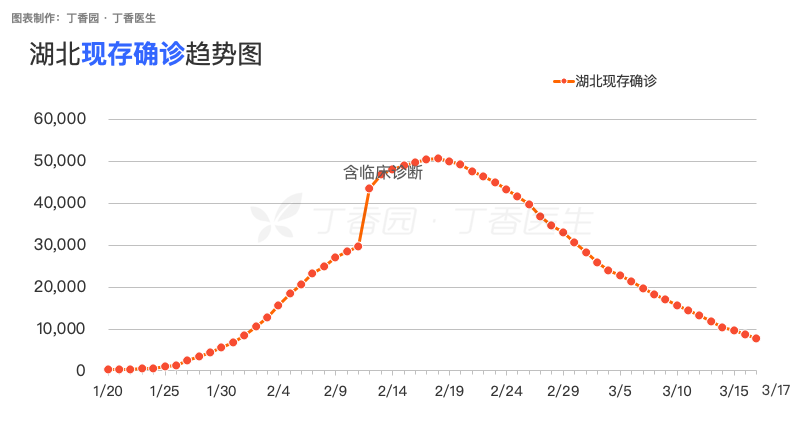 图表制作：丁香园 · 丁香医生
湖北现存确诊趋势图
湖北现存确诊
60,000
50,000
含临床诊断
40,000
丁香园 · 丁香医生
30,000
20,000
10,000
0
1/20 1/25 1/30 2/4 2/9 2/14 2/19 2/24 2/29 3/5 3/10 3/15 3/17